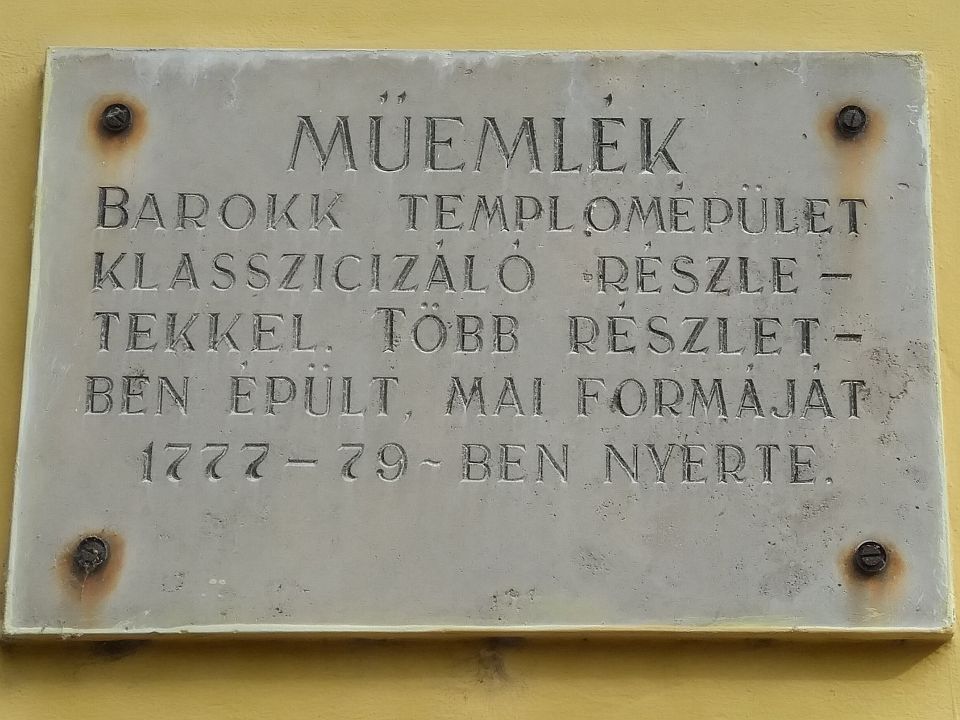 MŰEMLÉK
BAROKK TEMPLOMÉPÜLET
KLASSZICIZÁLÓ RÉSZLE-
TEKKEL. TÖBB RÉSZLET-
BEN ÉPÜLT, MAI FORMÁJÁT
1777-79-BEN NYERTE.